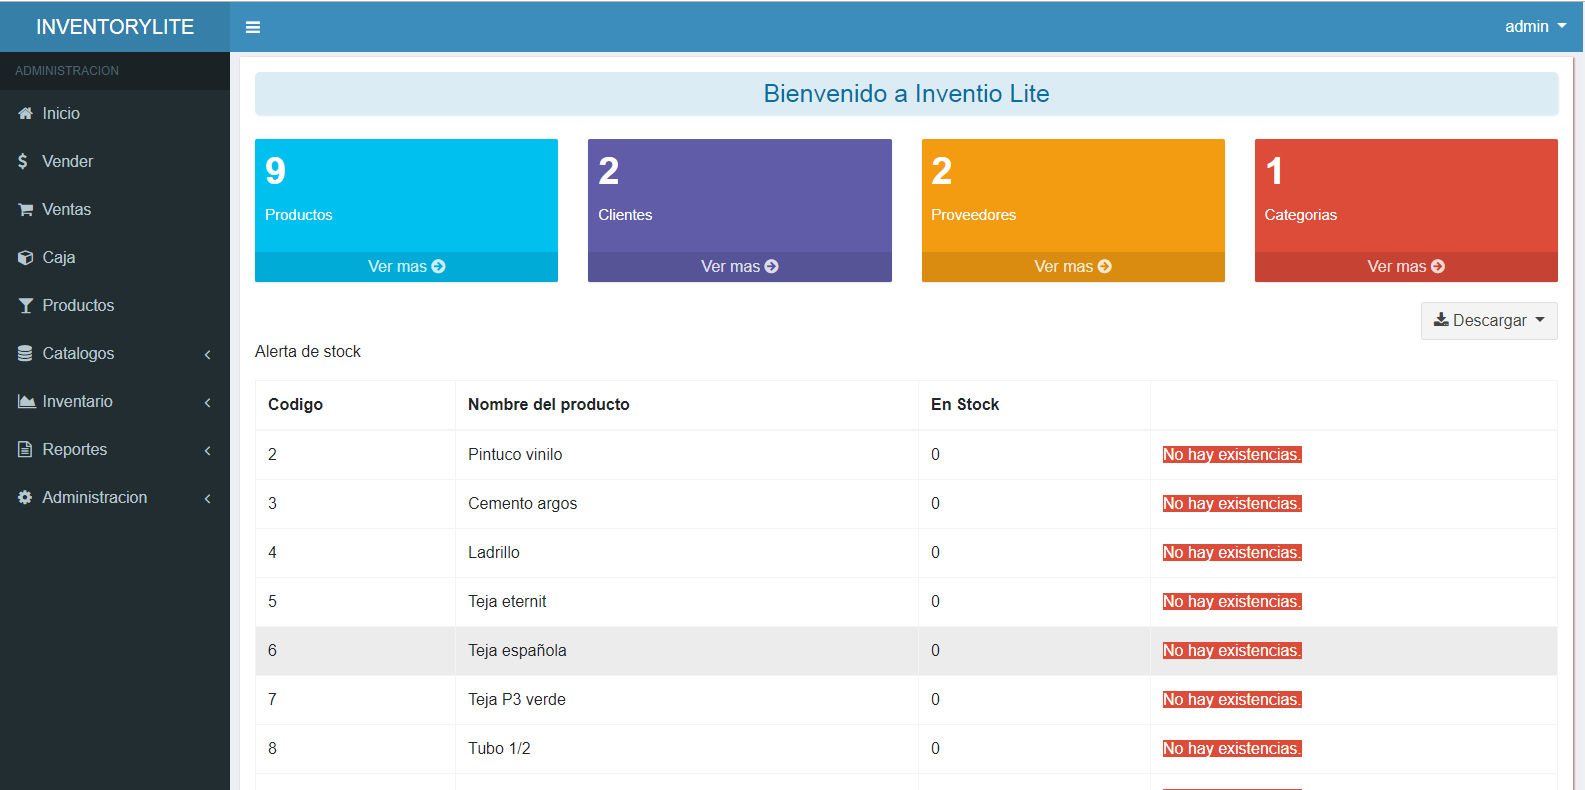 INVENTORYLITE
admin
ADMINISTRACION
Inicio
Vender
Ventas
Caja
Productos
Catalogos
Inventario
Reportes
Administracion
Bienvenido a Inventio Lite
9
Productos
Ver mas
2
Clientes
Ver mas
2
Proveedores
Ver mas
1
Categorias
Ver mas
Descargar
Alerta de stock
Codigo Nombre del producto En Stock
2 Pintuco vinilo 0 No hay existencias.
3 Cemento argos 0 No hay existencias.
4 Ladrillo 0 No hay existencias.
5 Teja eternit 0 No hay existencias.
6 Teja española 0 No hay existencias.
7 Teja P3 verde 0 No hay existencias.
8 Tubo 1/2 0 No hay existencias.